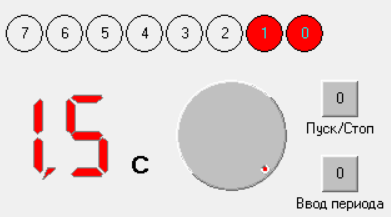 7 6 5 4 3 2 1 0
1,5 с
0
Пуск/Стоп
0
Ввод периода